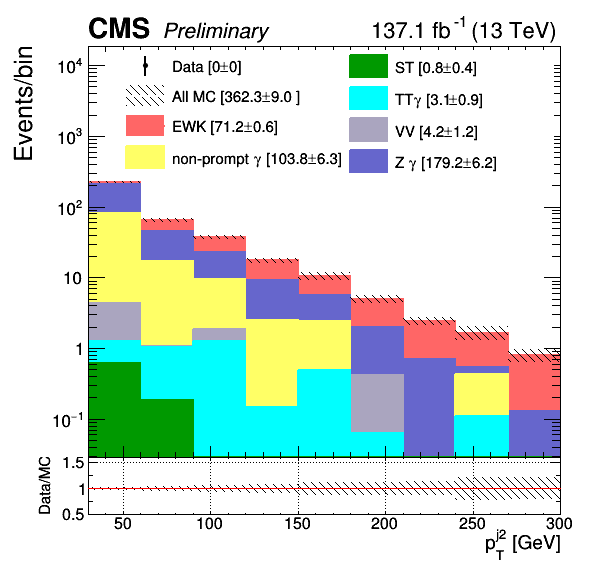 CMS Preliminary 137.1 fb⁻¹ (13 TeV)
Events/bin
10⁴
10³
10²
10
1
10⁻¹
Data [0±0]
All MC [362.3±9.0 ]
EWK [71.2±0.6]
non-prompt γ [103.8±6.3]
ST [0.8±0.4]
TTγ [3.1±0.9]
VV [4.2±1.2]
Z γ [179.2±6.2]
Data/MC
1.5
1
0.5
50 100 150 200 250 300
p_T^j2 [GeV]